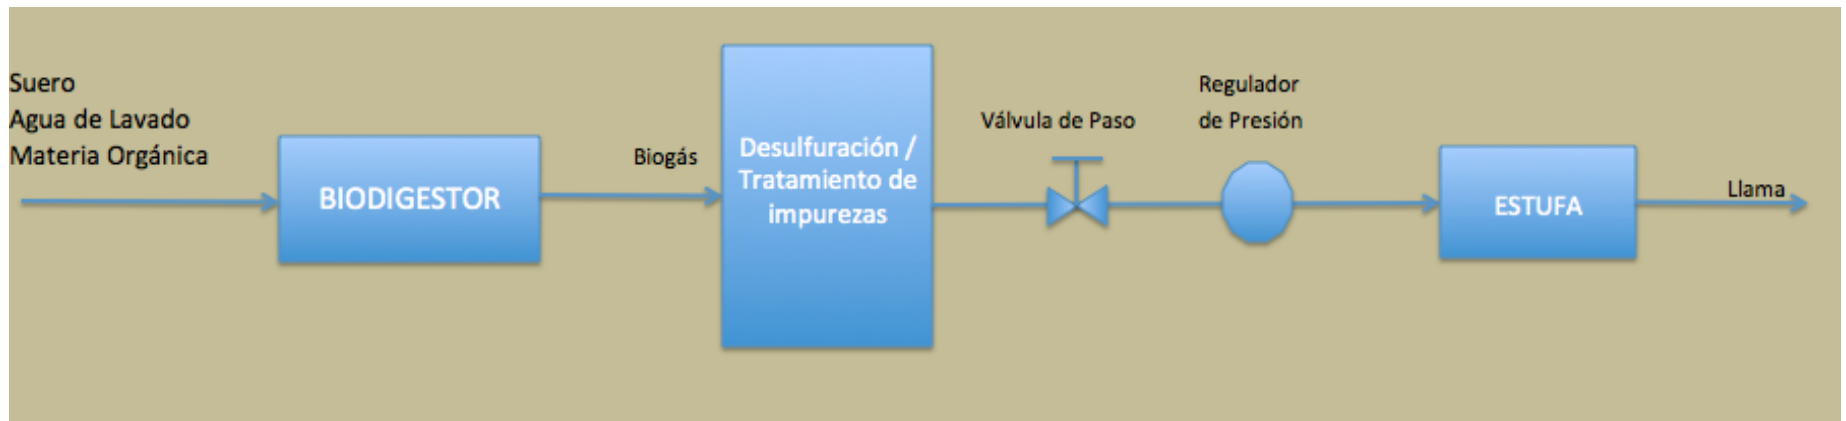 Suero
Agua de Lavado
Materia Orgánica
BIODIGESTOR
Biogás
Desulfuración /
Tratamiento de
impurezas
Válvula de Paso
Regulador
de Presión
ESTUFA
Llama